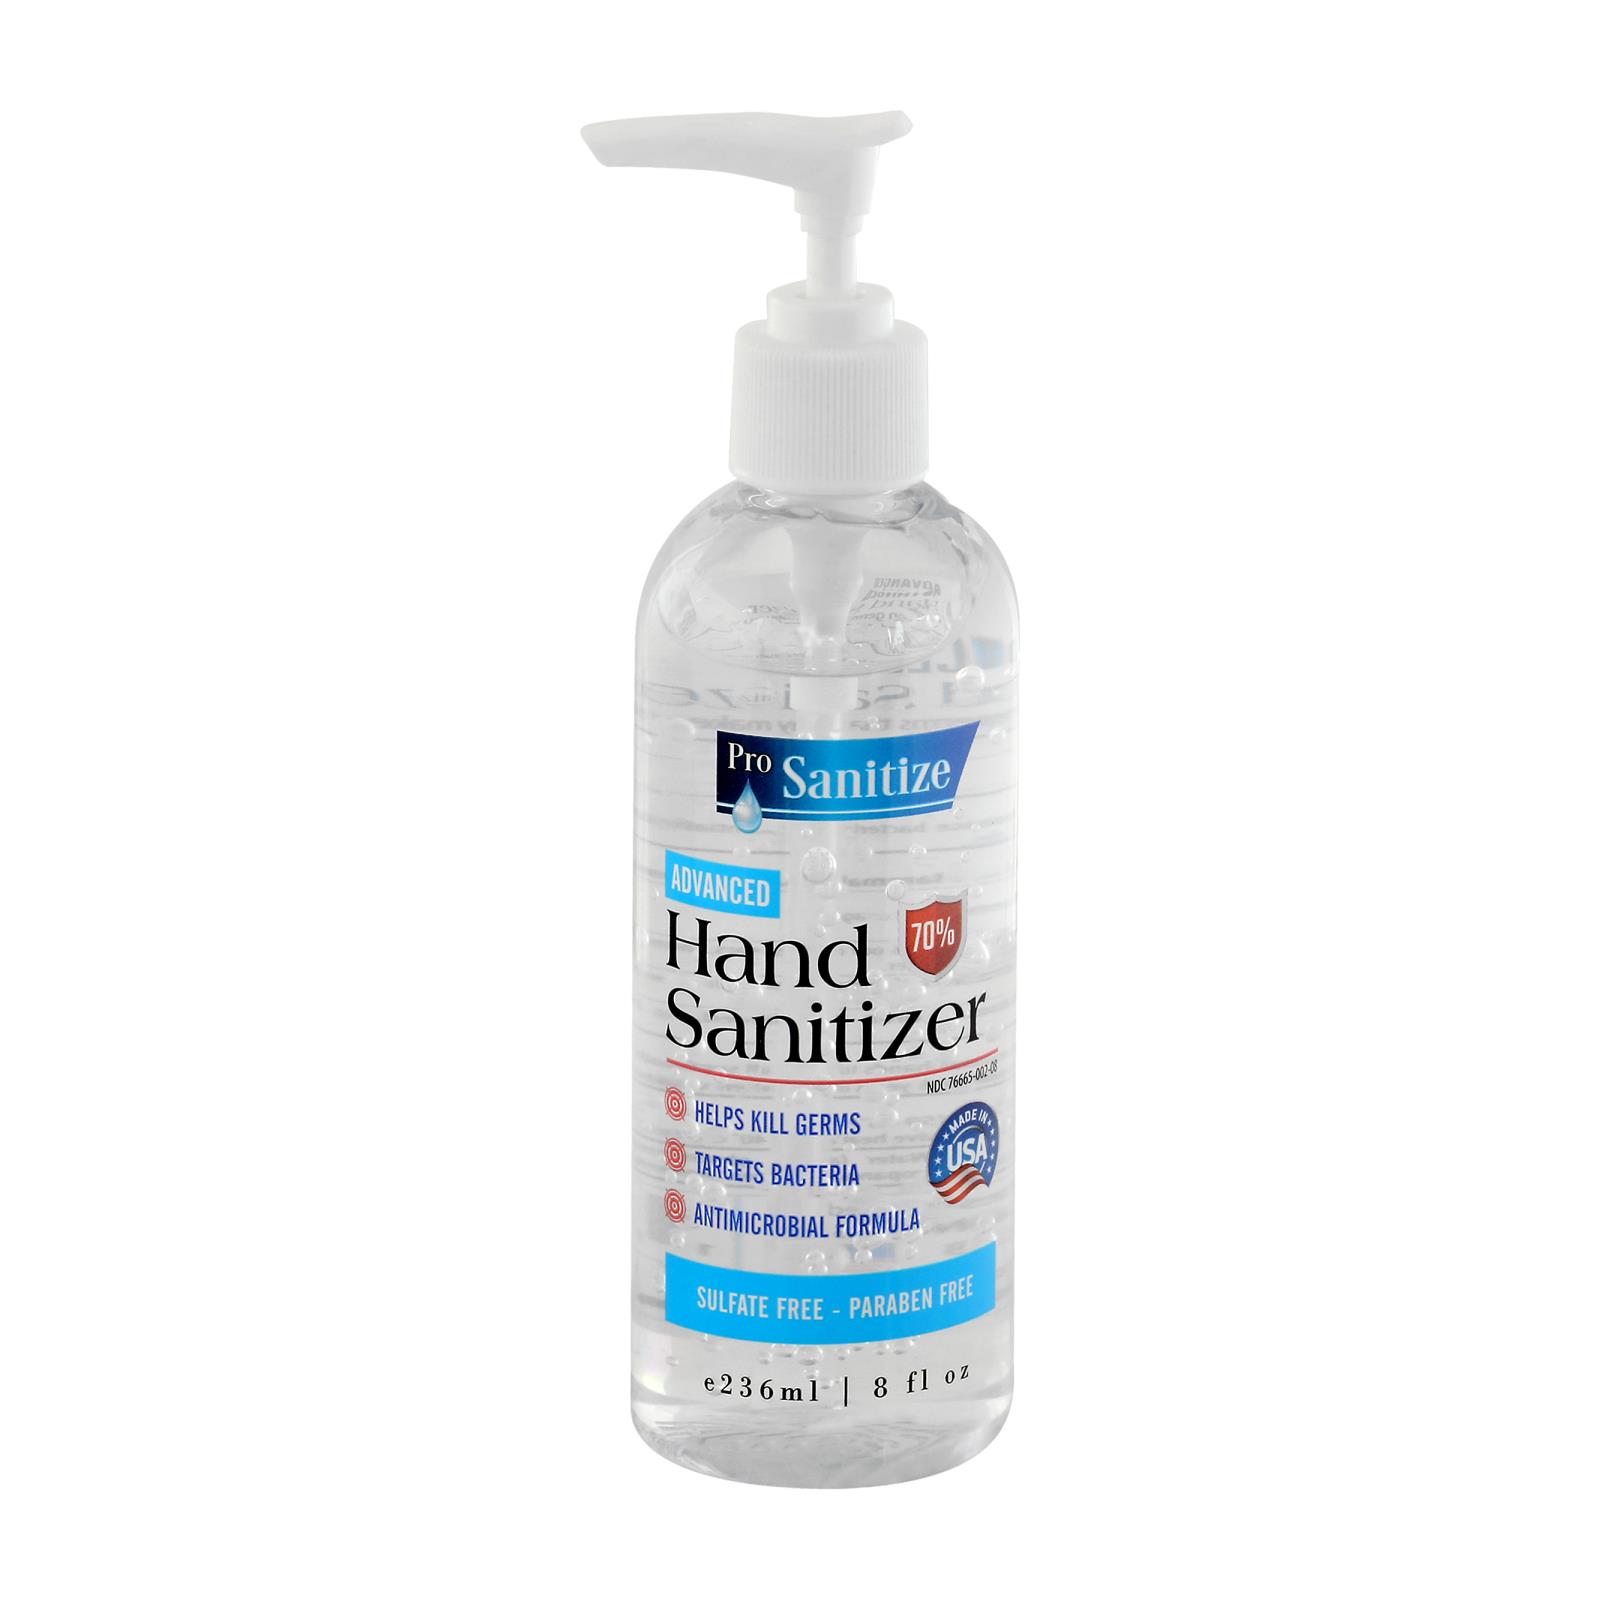 Pro
Sanitize
ADVANCED
Hand
70%
Sanitizer
NDC 76665-002-08
HELPS KILL GERMS
MADE IN
USA
TARGETS BACTERIA
ANTIMICROBIAL FORMULA
SULFATE FREE - PARABEN FREE
e236ml | 8 fl oz